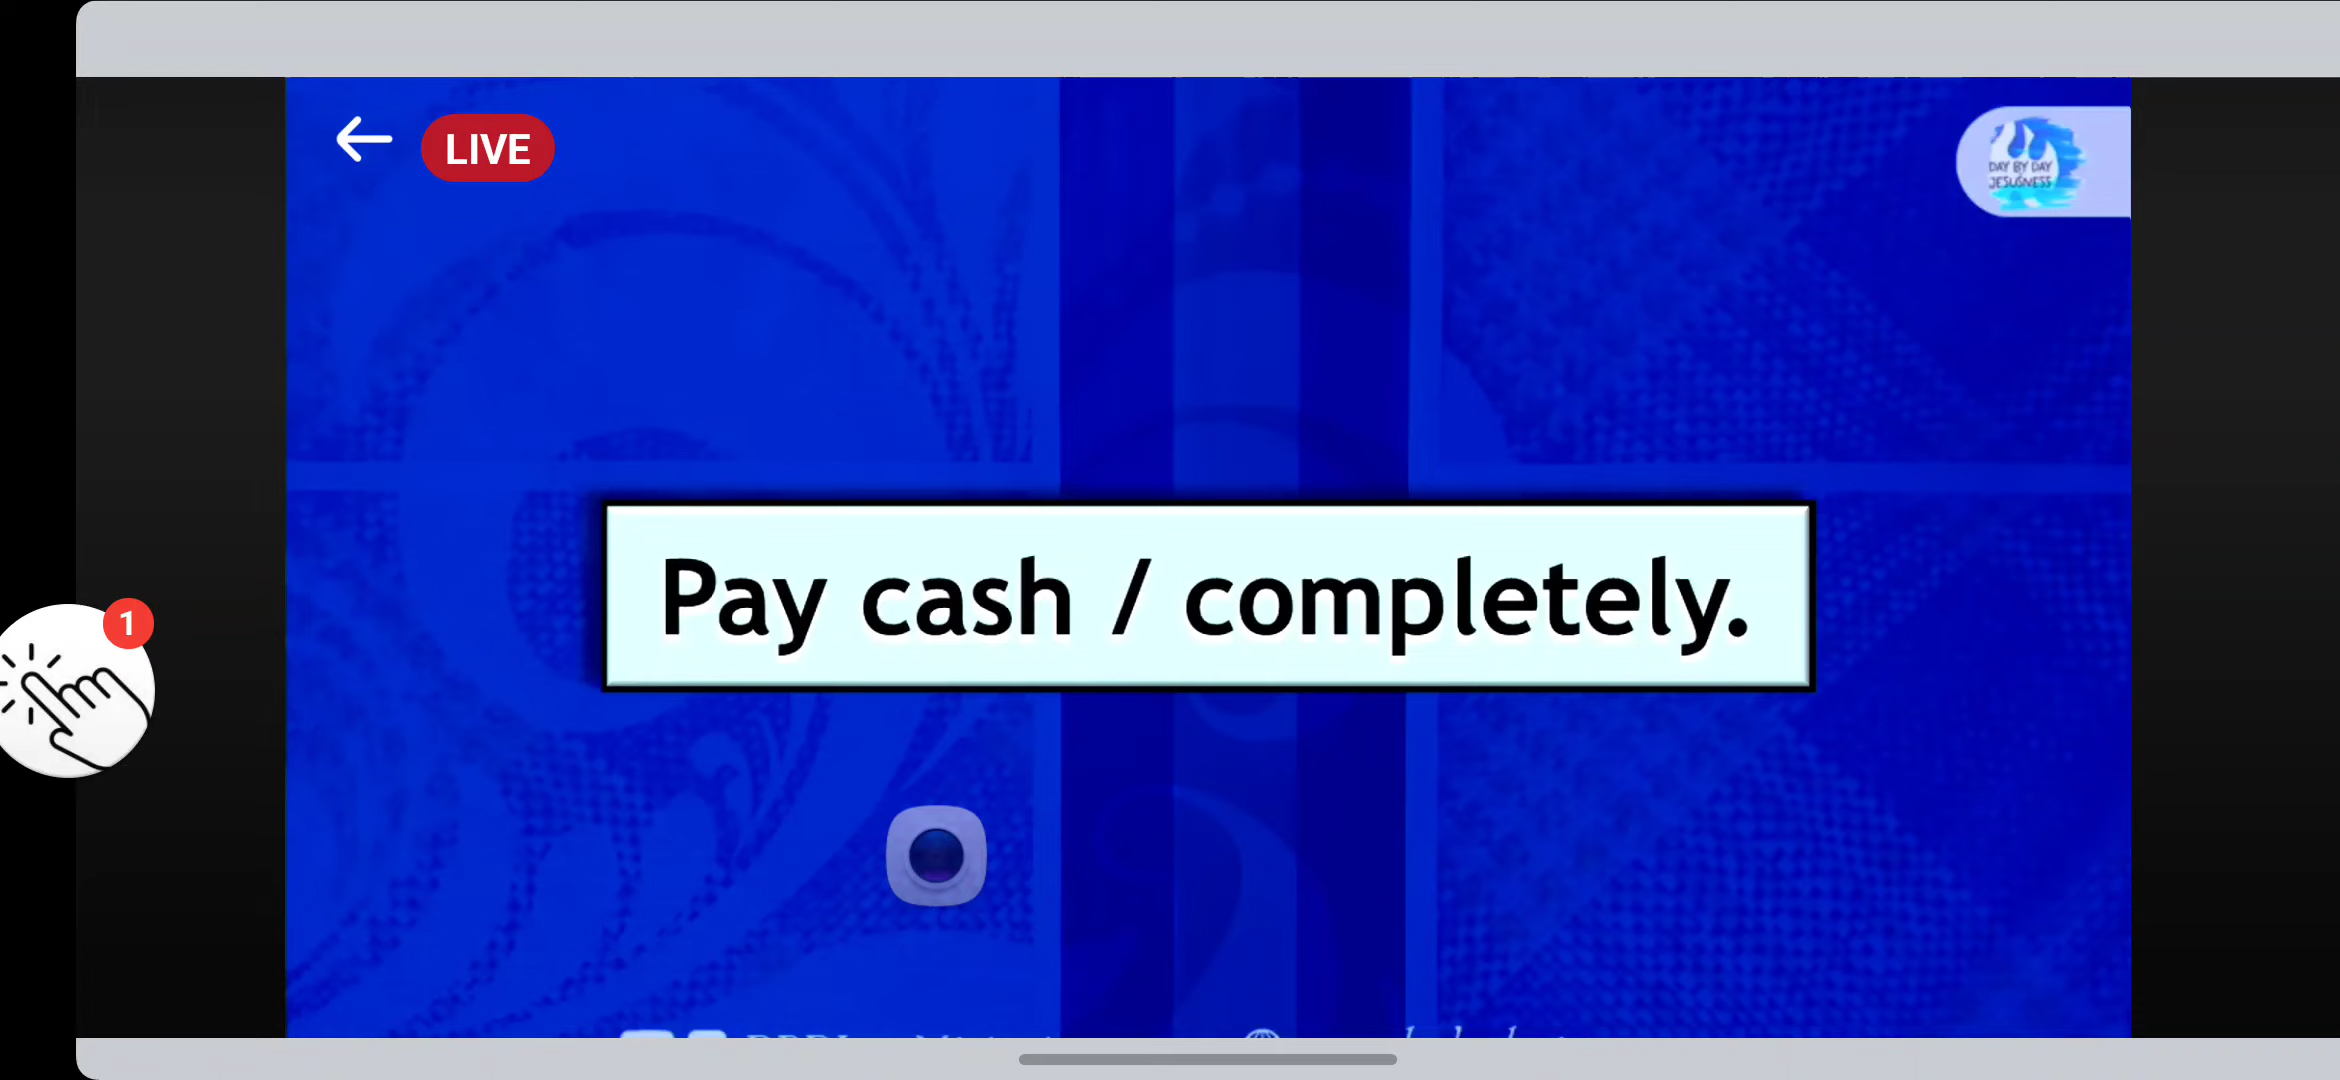 LIVE
DAY BY DAY
JESUSNESS
Pay cash / completely.
1